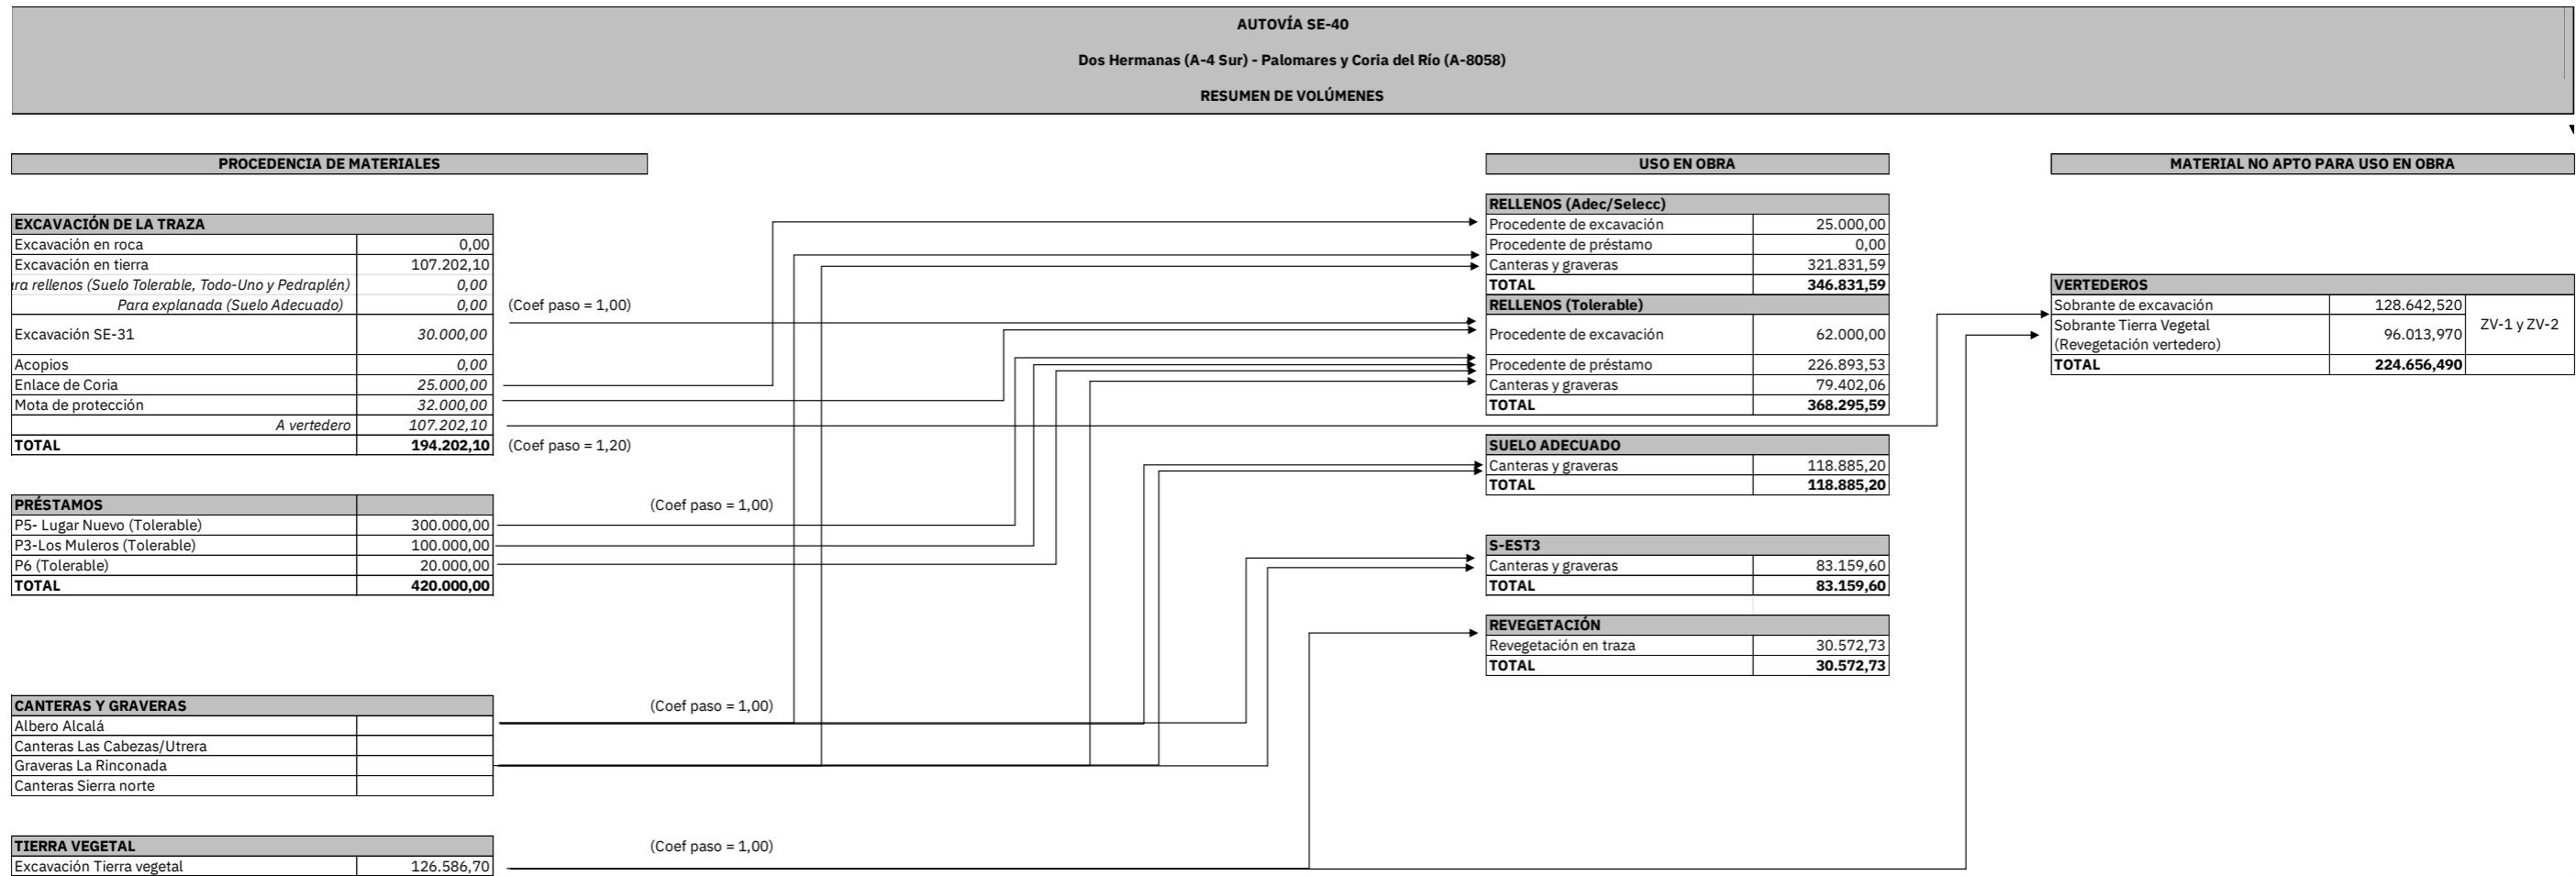 AUTOVÍA SE-40
Dos Hermanas (A-4 Sur) - Palomares y Coria del Río (A-8058)
RESUMEN DE VOLÚMENES
PROCEDENCIA DE MATERIALES
EXCAVACIÓN DE LA TRAZA
Excavación en roca 0,00
Excavación en tierra 107.202,10
ra rellenos (Suelo Tolerable, Todo-Uno y Pedraplén) 0,00
Para explanada (Suelo Adecuado) 0,00 (Coef paso = 1,00)
Excavación SE-31 30.000,00
Acopios 0,00
Enlace de Coria 25.000,00
Mota de protección 32.000,00
A vertedero 107.202,10
TOTAL 194.202,10 (Coef paso = 1,20)
PRÉSTAMOS (Coef paso = 1,00)
P5- Lugar Nuevo (Tolerable) 300.000,00
P3-Los Muleros (Tolerable) 100.000,00
P6 (Tolerable) 20.000,00
TOTAL 420.000,00
CANTERAS Y GRAVERAS (Coef paso = 1,00)
Albero Alcalá
Canteras Las Cabezas/Utrera
Graveras La Rinconada
Canteras Sierra norte
TIERRA VEGETAL (Coef paso = 1,00)
Excavación Tierra vegetal 126.586,70
USO EN OBRA
RELLENOS (Adec/Selecc)
Procedente de excavación 25.000,00
Procedente de préstamo 0,00
Canteras y graveras 321.831,59
TOTAL 346.831,59
RELLENOS (Tolerable)
Procedente de excavación 62.000,00
Procedente de préstamo 226.893,53
Canteras y graveras 79.402,06
TOTAL 368.295,59
SUELO ADECUADO
Canteras y graveras 118.885,20
TOTAL 118.885,20
S-EST3
Canteras y graveras 83.159,60
TOTAL 83.159,60
REVEGETACIÓN
Revegetación en traza 30.572,73
TOTAL 30.572,73
MATERIAL NO APTO PARA USO EN OBRA
VERTEDEROS
Sobrante de excavación 128.642,520
Sobrante Tierra Vegetal
(Revegetación vertedero) 96.013,970
ZV-1 y ZV-2
TOTAL 224.656,490